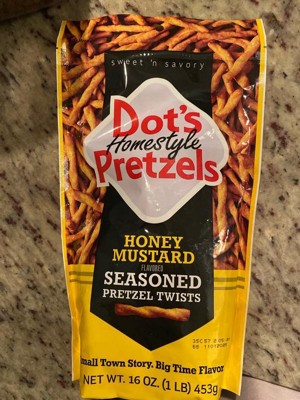 sweet 'n savory
Dot's
Homestyle
Pretzels
HONEY
MUSTARD
FLAVORED
SEASONED
PRETZEL TWISTS
mall Town Story. Big Time Flavor
NET WT. 16 OZ. (1 LB) 453g